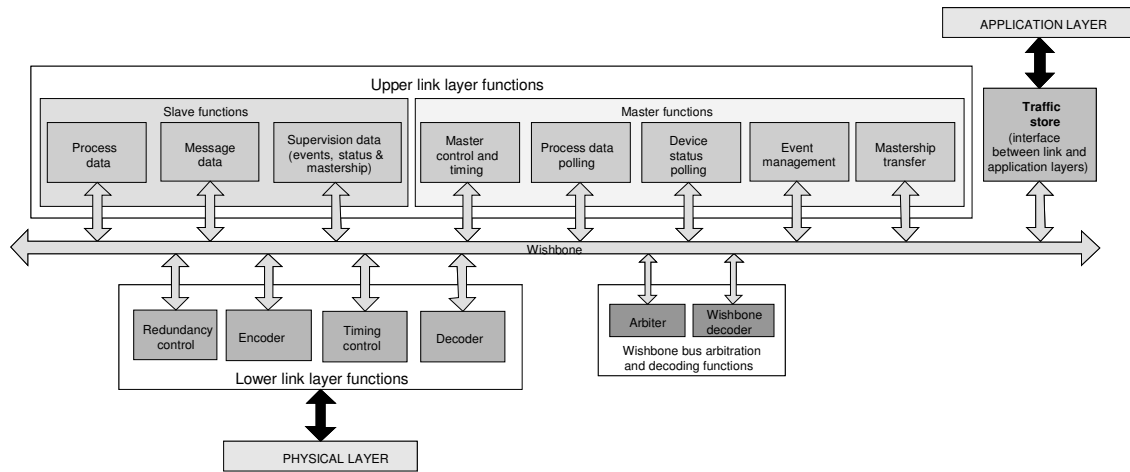 APPLICATION LAYER
Upper link layer functions
Slave functions
Master functions
Process
data
Message
data
Supervision data
(events, status &
mastership)
Master
control and
timing
Process data
polling
Device
status
polling
Event
management
Mastership
transfer
Traffic
store
(interface
between link and
application layers)
Wishbone
Redundancy
control
Encoder
Timing
control
Decoder
Lower link layer functions
Arbiter
Wishbone
decoder
Wishbone bus arbitration
and decoding functions
PHYSICAL LAYER